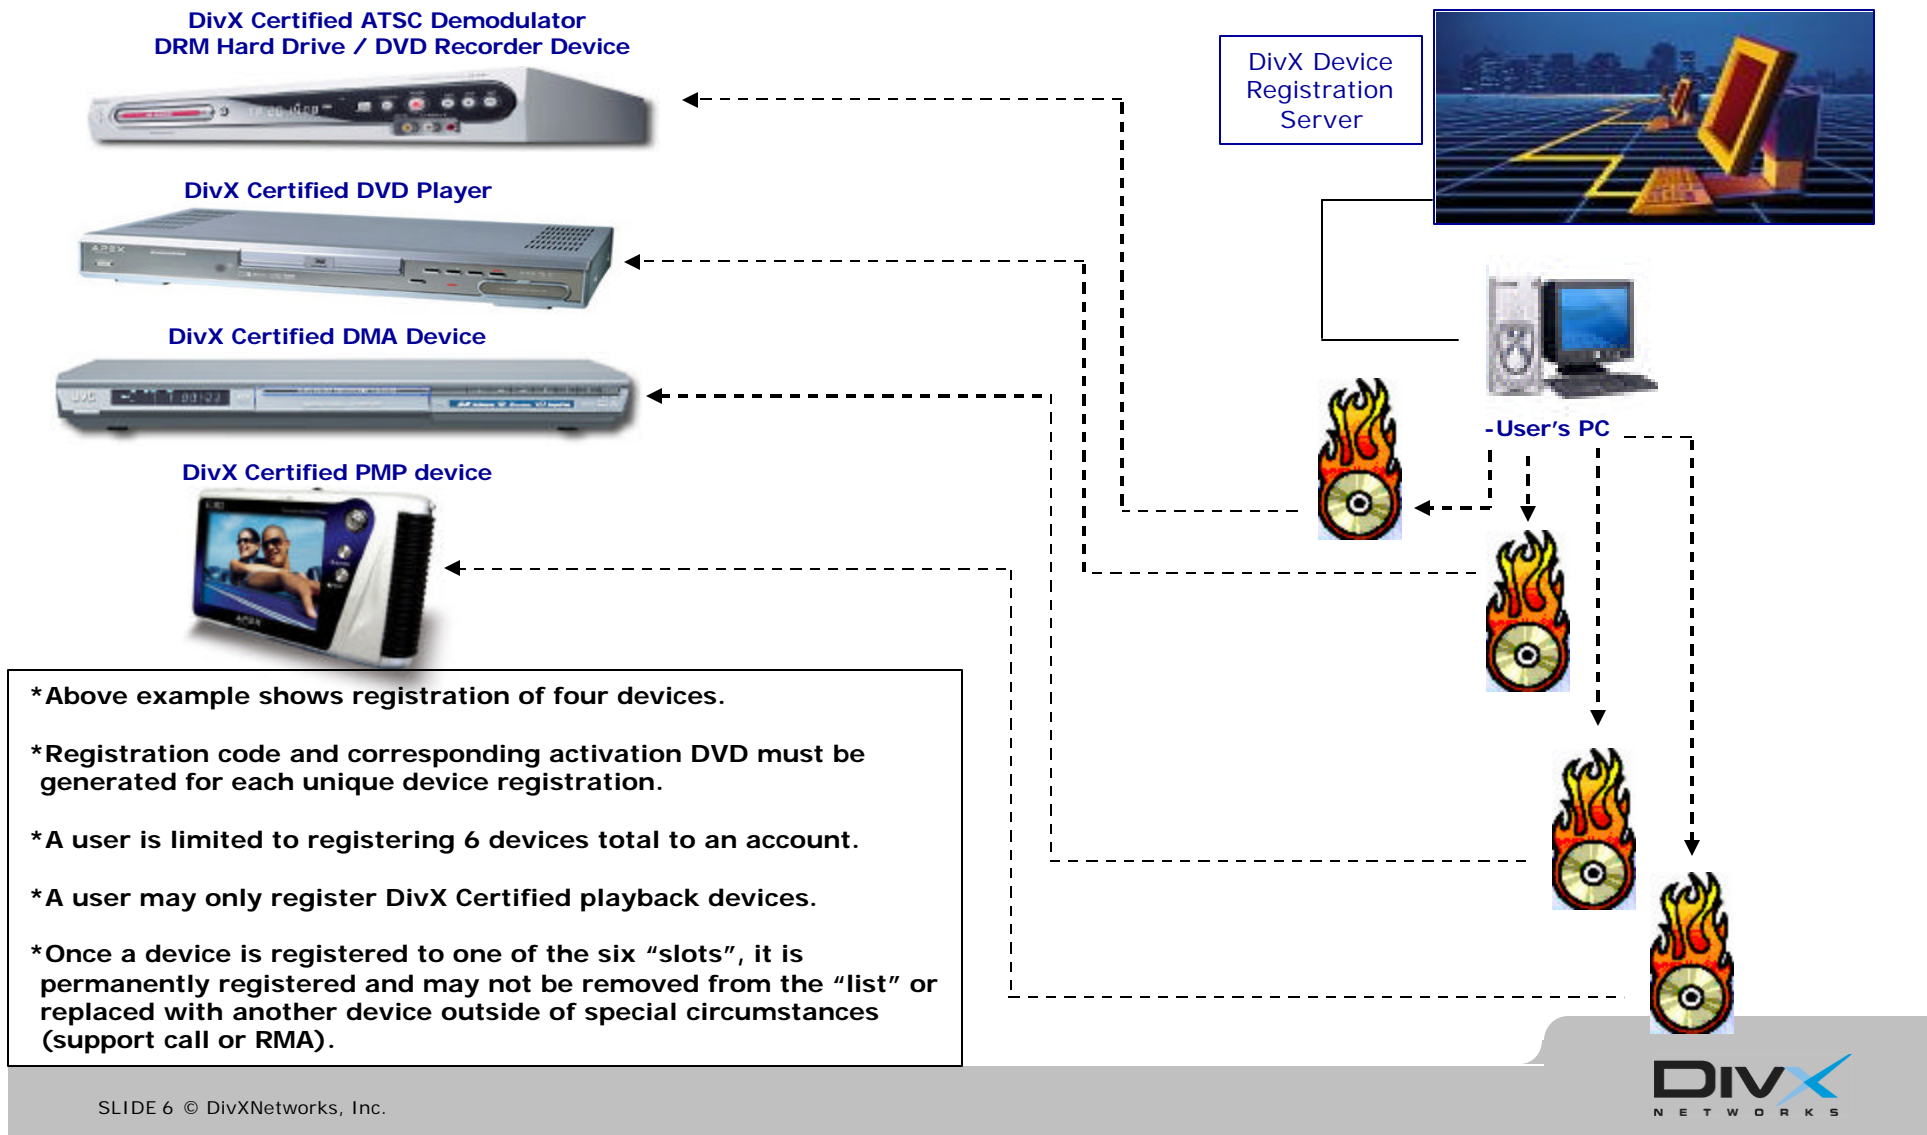 DivX Certified ATSC Demodulator
DRM Hard Drive / DVD Recorder Device
DivX Device
Registration
Server
DivX Certified DVD Player
APEX
DivX Certified DMA Device
JVC
-User's PC
DivX Certified PMP device
APEX
*Above example shows registration of four devices.
*Registration code and corresponding activation DVD must be
generated for each unique device registration.
*A user is limited to registering 6 devices total to an account.
*A user may only register DivX Certified playback devices.
*Once a device is registered to one of the six “slots”, it is
permanently registered and may not be removed from the “list” or
replaced with another device outside of special circumstances
(support call or RMA).
SLIDE 6 © DivXNetworks, Inc.
DivX
NETWORKS